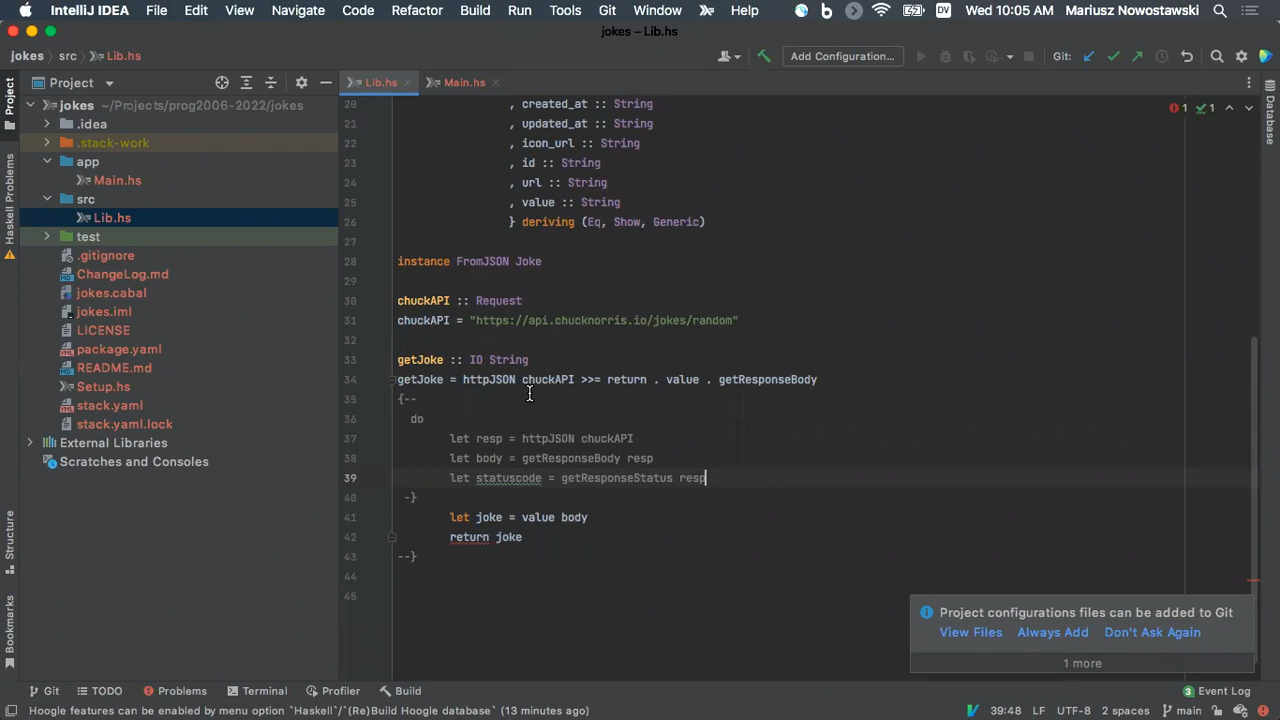 IntelliJ IDEA File Edit View Navigate Code Refactor Build Run Tools Git Window Wed 10:05 AM Mariusz Nowostawski
jokes – Lib.hs
jokes src Lib.hs Add Configuration... Git:
Project Lib.hs Main.hs
jokes ~/Projects/prog2006-2022/jokes
.idea
.stack-work
app
Main.hs
src
Lib.hs
test
.gitignore
ChangeLog.md
jokes.cabal
jokes.iml
LICENSE
package.yaml
README.md
Setup.hs
stack.yaml
stack.yaml.lock
External Libraries
Scratches and Consoles
Project
Haskell Problems
Structure
Bookmarks
Database
1 1
20 , created_at :: String
21 , updated_at :: String
22 , icon_url :: String
23 , id :: String
24 , url :: String
25 , value :: String
26 } deriving (Eq, Show, Generic)
27
28 instance FromJSON Joke
29
30 chuckAPI :: Request
31 chuckAPI = "https://api.chucknorris.io/jokes/random"
32
33 getJoke :: IO String
34 getJoke = httpJSON chuckAPI >>= return . value . getResponseBody
35 {--
36 do
37 let resp = httpJSON chuckAPI
38 let body = getResponseBody resp
39 let statuscode = getResponseStatus resp
40 -}
41 let joke = value body
42 return joke
43 --}
44
45
Project configurations files can be added to Git
View Files Always Add Don't Ask Again
1 more
Git TODO Problems Terminal Profiler Build 3 Event Log
Hoogle features can be enabled by menu option `Haskell`/`(Re)Build Hoogle database` (13 minutes ago) 39:48 LF UTF-8 2 spaces main